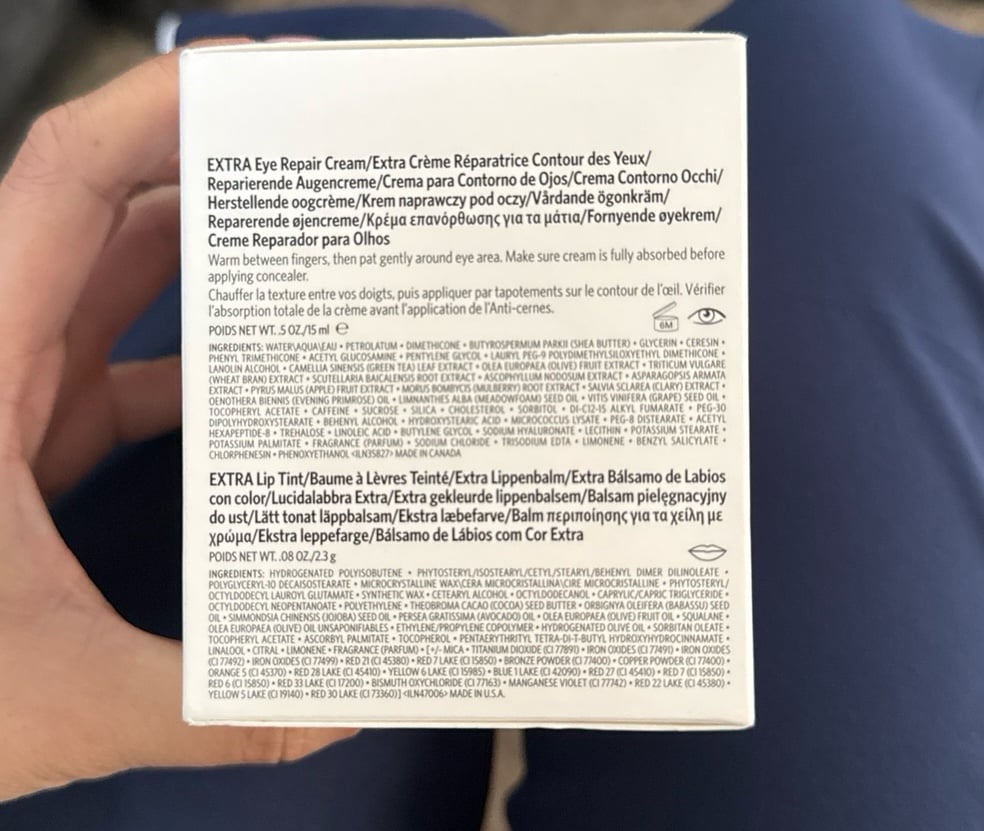 EXTRA Eye Repair Cream/Extra Crème Réparatrice Contour des Yeux/
Reparierende Augencreme/Crema para Contorno de Ojos/Crema Contorno Occhi/
Herstellende oogcrème/Krem naprawczy pod oczy/Vårdande ögonkräm/
Reparerende øjencreme/Κρέμα επανόρθωσης για τα μάτια/Fornyende øyekrem/
Creme Reparador para Olhos
Warm between fingers, then pat gently around eye area. Make sure cream is fully absorbed before
applying concealer.
Chauffer la texture entre vos doigts, puis appliquer par tapotements sur le contour de l'œil. Vérifier
l'absorption totale de la crème avant l'application de l'Anti-cernes.
POIDS NET WT. .5 OZ./15 ml ℮
6M
INGREDIENTS: WATER\AQUA\EAU • PETROLATUM • DIMETHICONE • BUTYROSPERMUM PARKII (SHEA BUTTER) • GLYCERIN • CERESIN •
PHENYL TRIMETHICONE • ACETYL GLUCOSAMINE • PENTYLENE GLYCOL • LAURYL PEG-9 POLYDIMETHYLSILOXYETHYL DIMETHICONE •
LANOLIN ALCOHOL • CAMELLIA SINENSIS (GREEN TEA) LEAF EXTRACT • OLEA EUROPAEA (OLIVE) FRUIT EXTRACT • TRITICUM VULGARE
(WHEAT BRAN) EXTRACT • SCUTELLARIA BAICALENSIS ROOT EXTRACT • ASCOPHYLLUM NODOSUM EXTRACT • ASPARAGOPSIS ARMATA
EXTRACT • PYRUS MALUS (APPLE) FRUIT EXTRACT • MORUS BOMBYCIS (MULBERRY) ROOT EXTRACT • SALVIA SCLAREA (CLARY) EXTRACT •
OENOTHERA BIENNIS (EVENING PRIMROSE) OIL • LIMNANTHES ALBA (MEADOWFOAM) SEED OIL • VITIS VINIFERA (GRAPE) SEED OIL •
TOCOPHERYL ACETATE • CAFFEINE • SUCROSE • SILICA • CHOLESTEROL • SORBITOL • DI-C12-15 ALKYL FUMARATE • PEG-30
DIPOLYHYDROXYSTEARATE • BEHENYL ALCOHOL • HYDROXYSTEARIC ACID • MICROCOCCUS LYSATE • PEG-8 DISTEARATE • ACETYL
HEXAPEPTIDE-8 • TREHALOSE • LINOLEIC ACID • BUTYLENE GLYCOL • SODIUM HYALURONATE • LECITHIN • POTASSIUM STEARATE •
POTASSIUM PALMITATE • FRAGRANCE (PARFUM) • SODIUM CHLORIDE • TRISODIUM EDTA • LIMONENE • BENZYL SALICYLATE •
CHLORPHENESIN • PHENOXYETHANOL <ILN35827> MADE IN CANADA
EXTRA Lip Tint/Baume à Lèvres Teinté/Extra Lippenbalm/Extra Bálsamo de Labios
con color/Lucidalabbra Extra/Extra gekleurde lippenbalsem/Balsam pielęgnacyjny
do ust/Lätt tonat läppbalsam/Ekstra læbefarve/Balm περιποίησης για τα χείλη με
χρώμα/Ekstra leppefarge/Bálsamo de Lábios com Cor Extra
POIDS NET WT. .08 OZ./2.3 g
INGREDIENTS: HYDROGENATED POLYISOBUTENE • PHYTOSTERYL/ISOSTEARYL/CETYL/STEARYL/BEHENYL DIMER DILINOLEATE •
POLYGLYCERYL-10 DECAISOSTEARATE • MICROCRYSTALLINE WAX\CERA MICROCRISTALLINA\CIRE MICROCRISTALLINE • PHYTOSTERYL/
OCTYLDODECYL LAUROYL GLUTAMATE • SYNTHETIC WAX • CETEARYL ALCOHOL • OCTYLDODECANOL • CAPRYLIC/CAPRIC TRIGLYCERIDE •
OCTYLDODECYL NEOPENTANOATE • POLYETHYLENE • THEOBROMA CACAO (COCOA) SEED BUTTER • ORBIGNYA OLEIFERA (BABASSU) SEED
OIL • SIMMONDSIA CHINENSIS (JOJOBA) SEED OIL • PERSEA GRATISSIMA (AVOCADO) OIL • OLEA EUROPAEA (OLIVE) FRUIT OIL • SQUALANE •
OLEA EUROPAEA (OLIVE) OIL UNSAPONIFIABLES • ETHYLENE/PROPYLENE COPOLYMER • HYDROGENATED OLIVE OIL • SORBITAN OLEATE •
TOCOPHERYL ACETATE • ASCORBYL PALMITATE • TOCOPHEROL • PENTAERYTHRITYL TETRA-DI-T-BUTYL HYDROXYHYDROCINNAMATE •
LINALOOL • CITRAL • LIMONENE • FRAGRANCE (PARFUM) • [+/- MICA • TITANIUM DIOXIDE (CI 77891) • IRON OXIDES (CI 77491) • IRON OXIDES
(CI 77492) • IRON OXIDES (CI 77499) • RED 21 (CI 45380) • RED 7 LAKE (CI 15850) • BRONZE POWDER (CI 77400) • COPPER POWDER (CI 77400) •
ORANGE 5 (CI 45370) • RED 28 LAKE (CI 45410) • YELLOW 6 LAKE (CI 15985) • BLUE 1 LAKE (CI 42090) • RED 27 (CI 45410) • RED 7 (CI 15850) •
RED 6 (CI 15850) • RED 33 LAKE (CI 17200) • BISMUTH OXYCHLORIDE (CI 77163) • MANGANESE VIOLET (CI 77742) • RED 22 LAKE (CI 45380) •
YELLOW 5 LAKE (CI 19140) • RED 30 LAKE (CI 73360)] <ILN47006> MADE IN U.S.A.